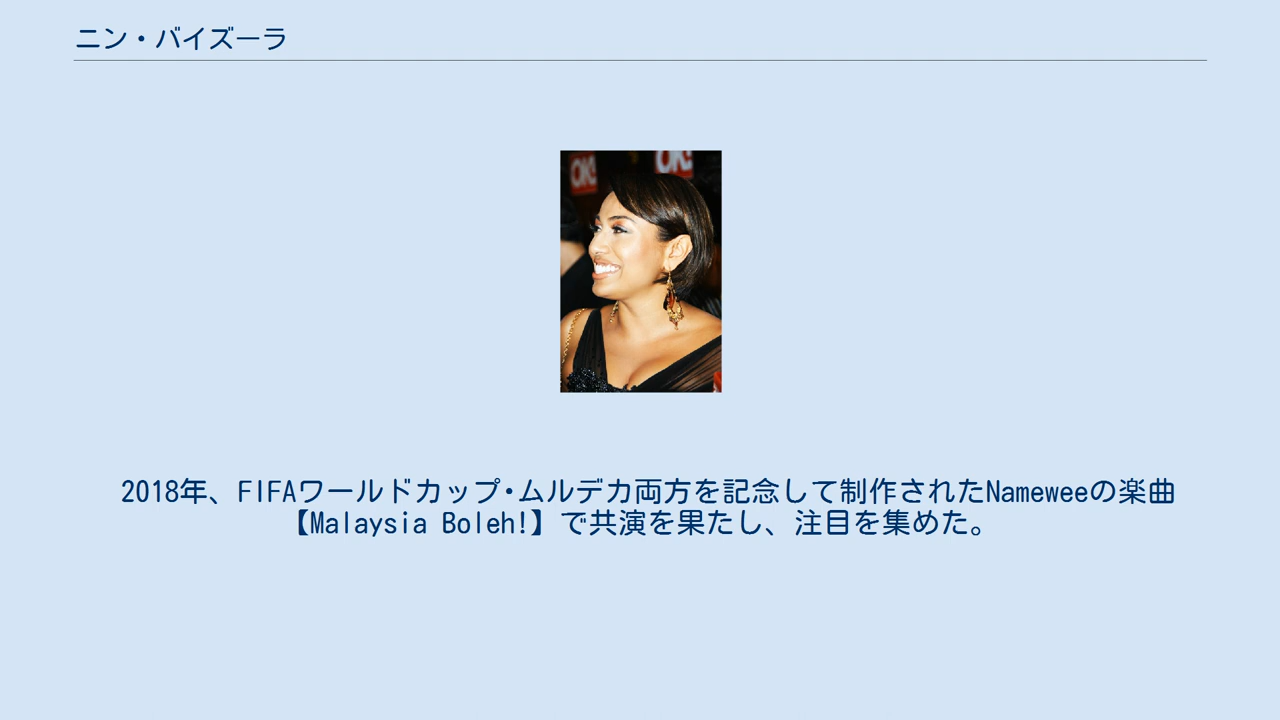 ニン・バイズーラ
OK!
OK!
2018年、FIFAワールドカップ・ムルデカ両方を記念して制作されたNameweeの楽曲
【Malaysia Boleh!】で共演を果たし、注目を集めた。